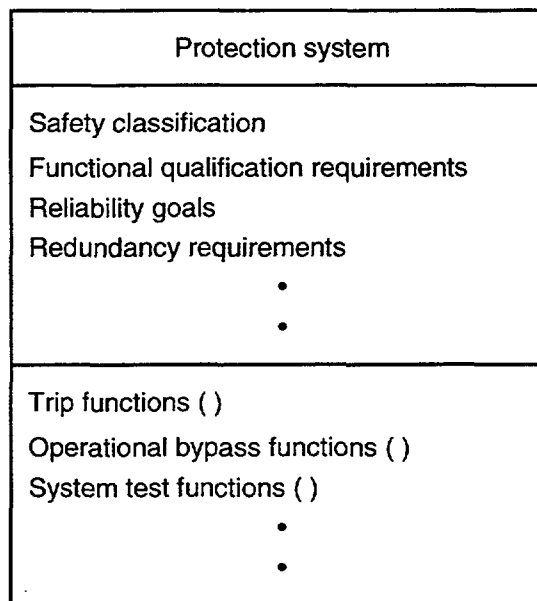 Protection system
Safety classification
Functional qualification requirements
Reliability goals
Redundancy requirements
•
•
Trip functions ( )
Operational bypass functions ( )
System test functions ( )
•
•